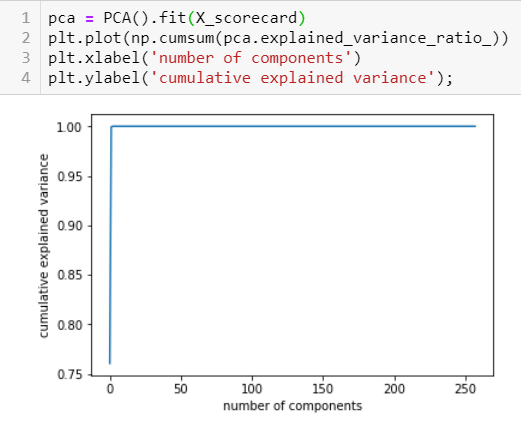 1 pca = PCA().fit(X_scorecard)
2 plt.plot(np.cumsum(pca.explained_variance_ratio_))
3 plt.xlabel('number of components')
4 plt.ylabel('cumulative explained variance');
1.00
0.95
0.90
0.85
0.80
0.75
cumulative explained variance
0 50 100 150 200 250
number of components